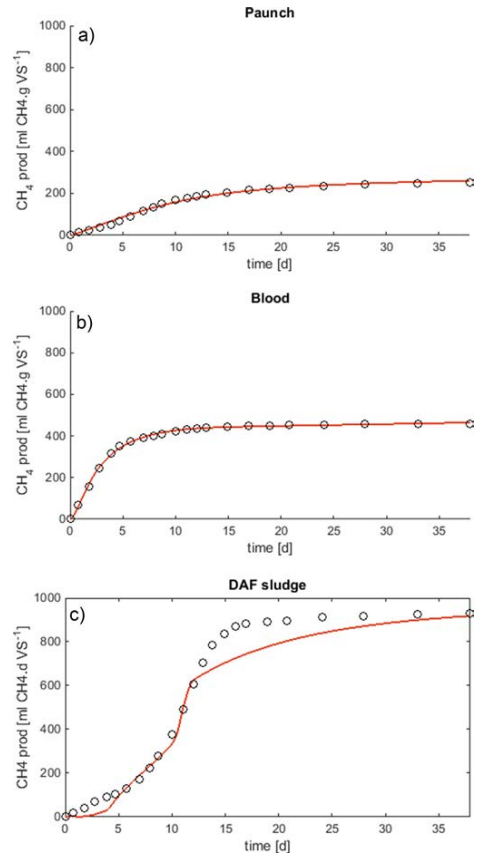 Paunch
a)
1000
800
600
400
200
0
CH₄ prod [ml CH4.g VS⁻¹]
0 5 10 15 20 25 30 35
time [d]
Blood
b)
1000
800
600
400
200
0
CH₄ prod [ml CH4.g VS⁻¹]
0 5 10 15 20 25 30 35
time [d]
DAF sludge
c)
1000
800
600
400
200
0
CH4 prod [ml CH4.d VS⁻¹]
0 5 10 15 20 25 30 35
time [d]